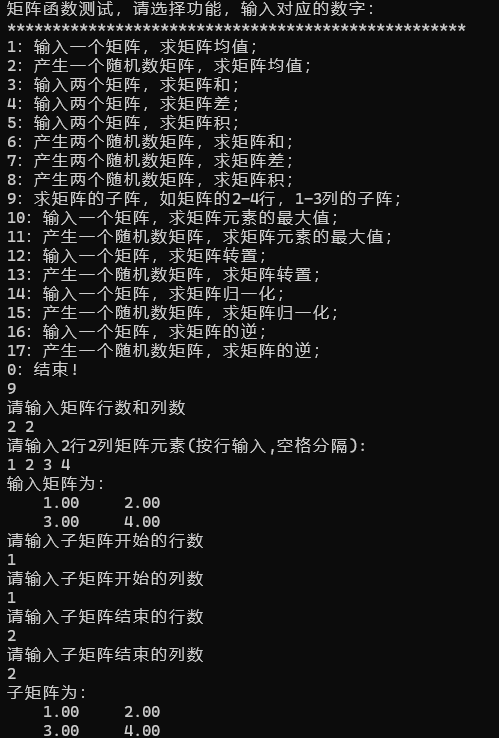 矩阵函数测试，请选择功能，输入对应的数字：
***************************************************
1: 输入一个矩阵，求矩阵均值;
2: 产生一个随机数矩阵，求矩阵均值;
3: 输入两个矩阵，求矩阵和;
4: 输入两个矩阵，求矩阵差;
5: 输入两个矩阵，求矩阵积;
6: 产生两个随机数矩阵，求矩阵和;
7: 产生两个随机数矩阵，求矩阵差;
8: 产生两个随机数矩阵，求矩阵积;
9: 求矩阵的子阵，如矩阵的2-4行，1-3列的子阵;
10: 输入一个矩阵，求矩阵元素的最大值;
11: 产生一个随机数矩阵，求矩阵元素的最大值;
12: 输入一个矩阵，求矩阵转置;
13: 产生一个随机数矩阵，求矩阵转置;
14: 输入一个矩阵，求矩阵归一化;
15: 产生一个随机数矩阵，求矩阵归一化;
16: 输入一个矩阵，求矩阵的逆;
17: 产生一个随机数矩阵，求矩阵的逆;
0: 结束!
9
请输入矩阵行数和列数
2 2
请输入2行2列矩阵元素(按行输入,空格分隔):
1 2 3 4
输入矩阵为:
1.00 2.00
3.00 4.00
请输入子矩阵开始的行数
1
请输入子矩阵开始的列数
1
请输入子矩阵结束的行数
2
请输入子矩阵结束的列数
2
子矩阵为:
1.00 2.00
3.00 4.00